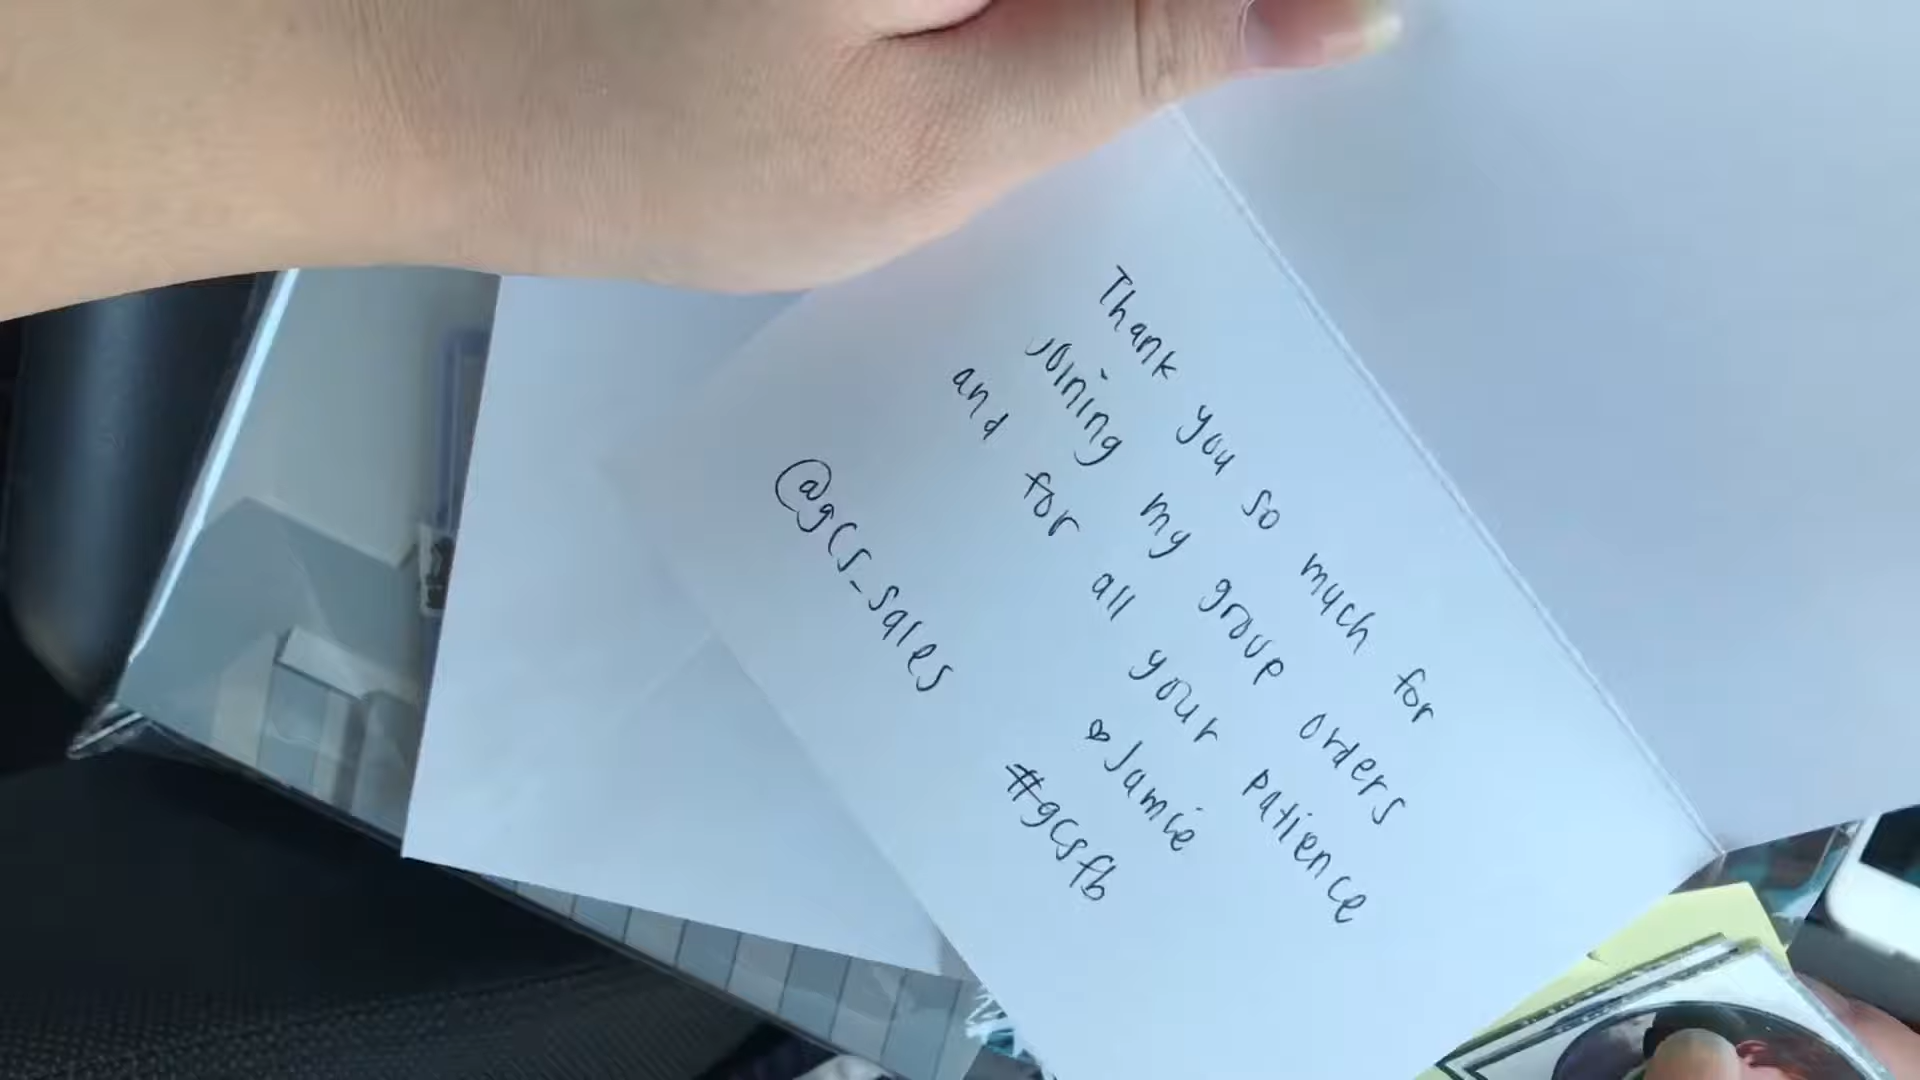 Thank you so much for
Joining my group orders
and for all your patience
♡Jamie
@gcs_sales
#gcsfb